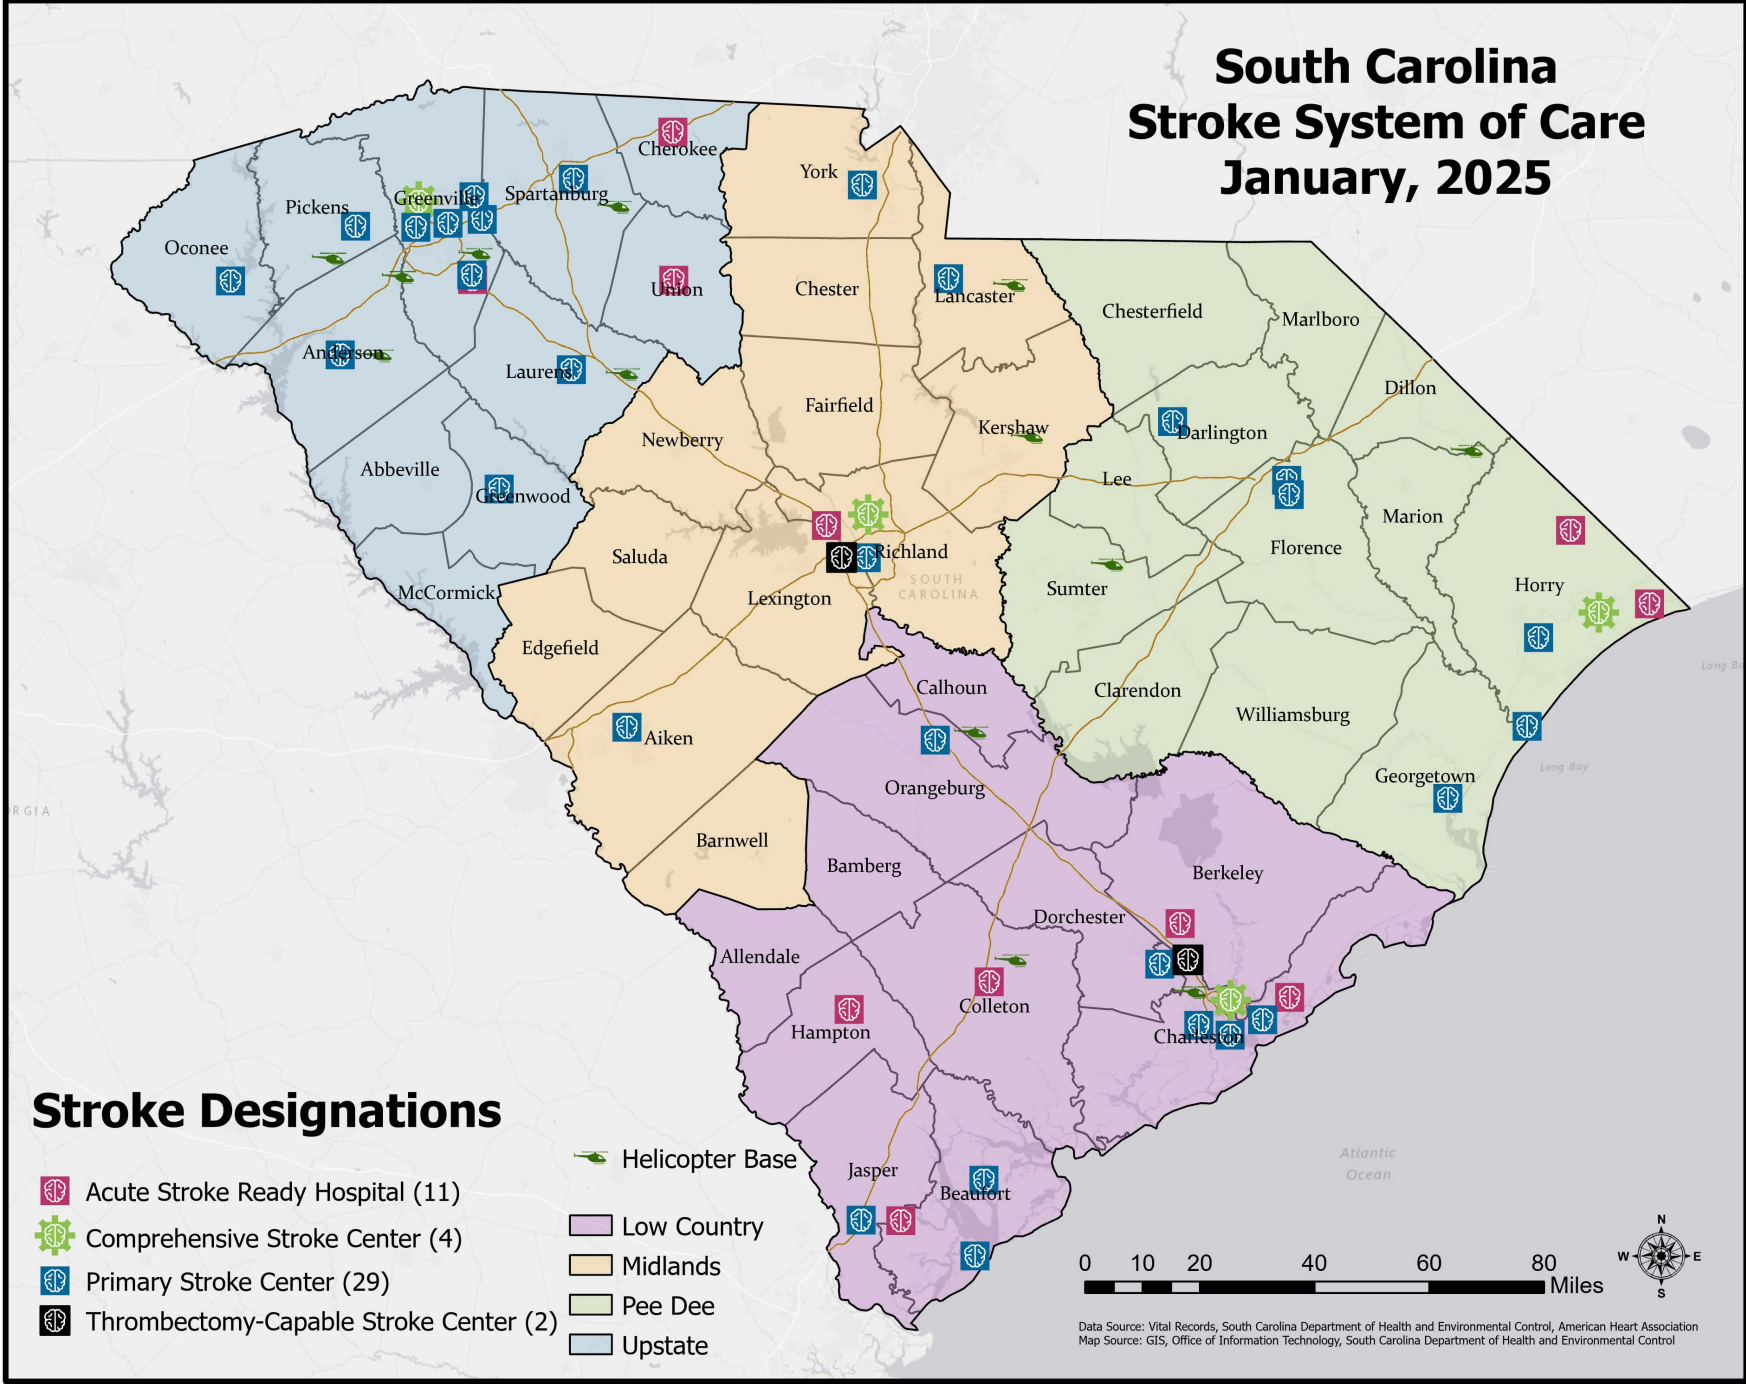 South Carolina
Stroke System of Care
January, 2025
Cherokee
York
Greenville
Spartanburg
Pickens
Oconee
Union
Chester
Lancaster
Chesterfield
Marlboro
Anderson
Laurens
Dillon
Fairfield
Kershaw
Newberry
Darlington
Abbeville
Greenwood
Lee
Marion
Saluda
Richland
Florence
SOUTH
CAROLINA
McCormick
Lexington
Sumter
Horry
Edgefield
Calhoun
Clarendon
Long Ba
Williamsburg
Aiken
Long Bay
Georgetown
Orangeburg
RGIA
Barnwell
Bamberg
Berkeley
Dorchester
Allendale
Colleton
Hampton
Charleston
Jasper
Beaufort
Atlantic
Ocean
Stroke Designations
Acute Stroke Ready Hospital (11)
Comprehensive Stroke Center (4)
Primary Stroke Center (29)
Thrombectomy-Capable Stroke Center (2)
Helicopter Base
Low Country
Midlands
Pee Dee
Upstate
N
W E
S
0 10 20 40 60 80
Miles
Data Source: Vital Records, South Carolina Department of Health and Environmental Control, American Heart Association
Map Source: GIS, Office of Information Technology, South Carolina Department of Health and Environmental Control